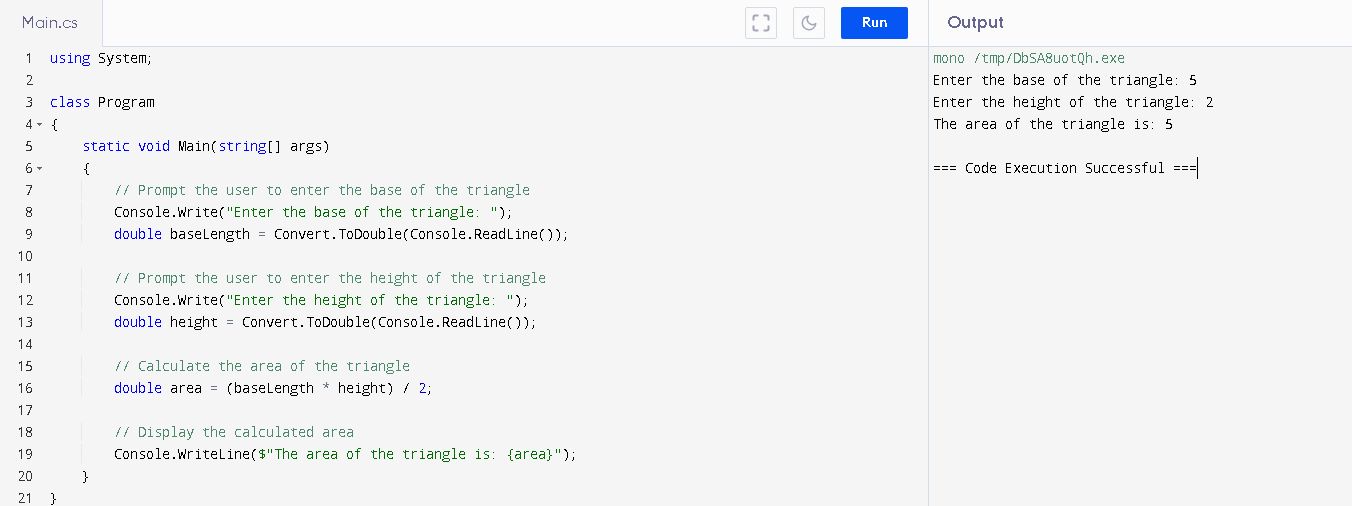 Main.cs
Run
Output
1 using System;
2
3 class Program
4 {
5     static void Main(string[] args)
6     {
7         // Prompt the user to enter the base of the triangle
8         Console.Write("Enter the base of the triangle: ");
9         double baseLength = Convert.ToDouble(Console.ReadLine());
10
11         // Prompt the user to enter the height of the triangle
12         Console.Write("Enter the height of the triangle: ");
13         double height = Convert.ToDouble(Console.ReadLine());
14
15         // Calculate the area of the triangle
16         double area = (baseLength * height) / 2;
17
18         // Display the calculated area
19         Console.WriteLine($"The area of the triangle is: {area}");
20     }
21 }
mono /tmp/DbSA8uotQh.exe
Enter the base of the triangle: 5
Enter the height of the triangle: 2
The area of the triangle is: 5
=== Code Execution Successful ===